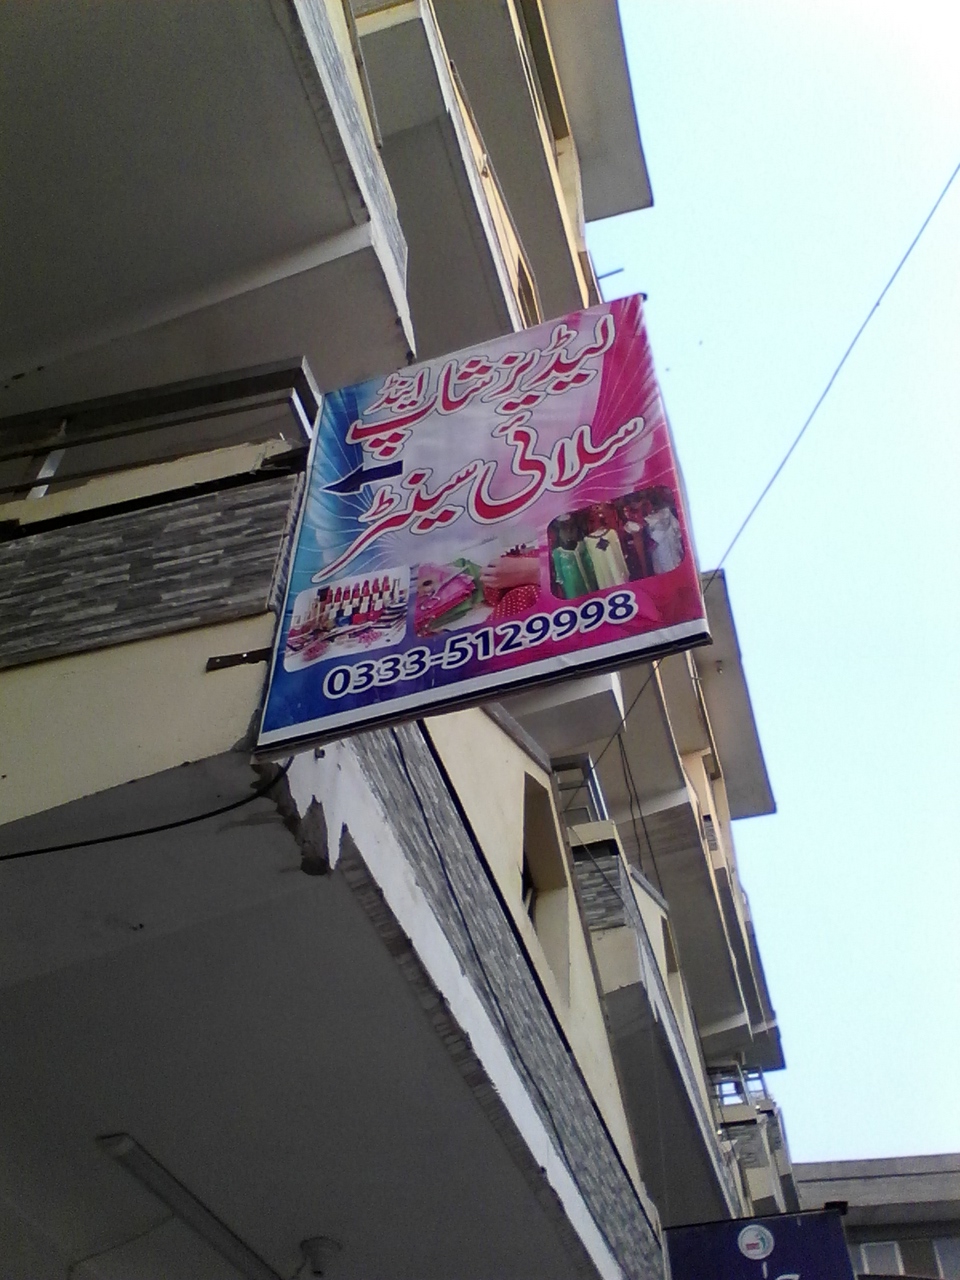 لیڈیز شاپ اینڈ
سلائی سینٹر
0333-5129998